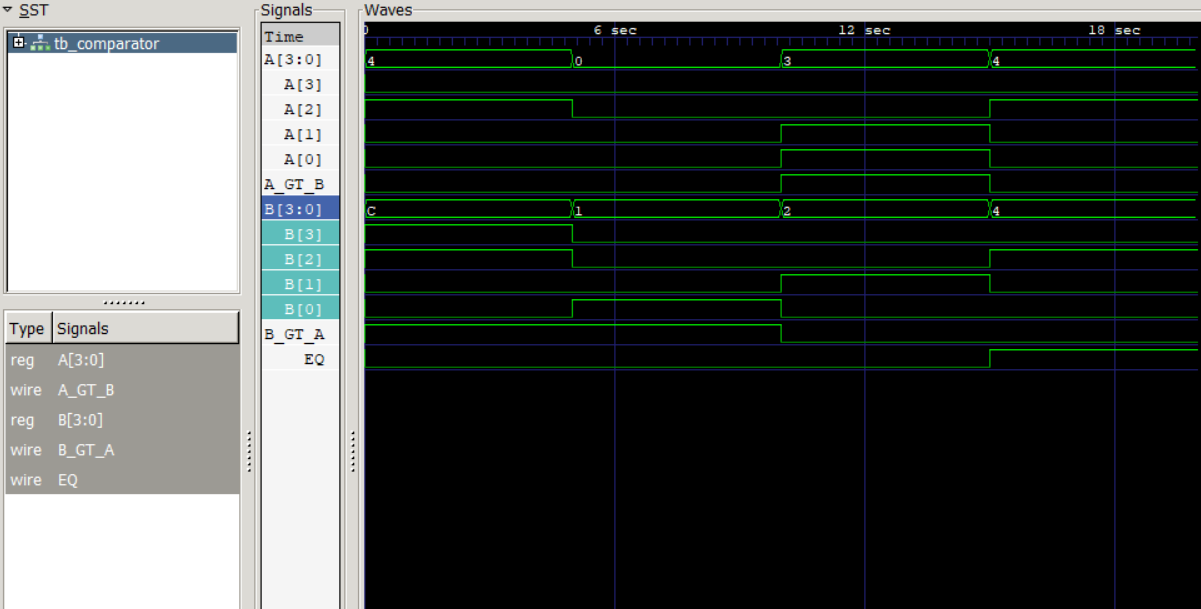 SST
tb_comparator
Type Signals
reg A[3:0]
wire A_GT_B
reg B[3:0]
wire B_GT_A
wire EQ
Signals
Time
A[3:0]
A[3]
A[2]
A[1]
A[0]
A_GT_B
B[3:0]
B[3]
B[2]
B[1]
B[0]
B_GT_A
EQ
Waves
0 6 sec 12 sec 18 sec
4 0 3 4
C 1 2 4